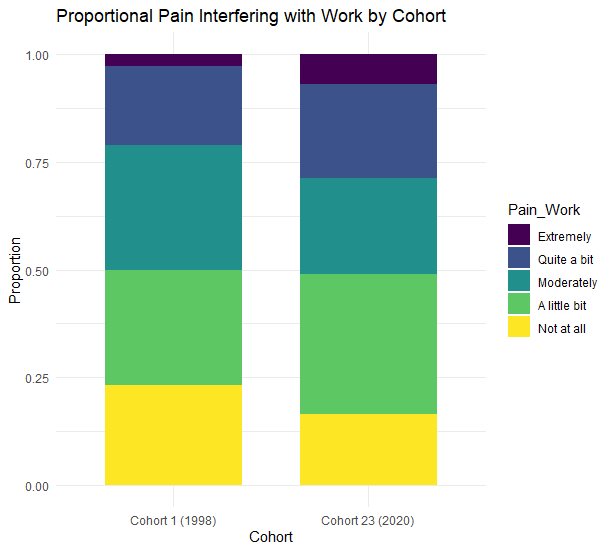 Proportional Pain Interfering with Work by Cohort
Proportion
1.00
0.75
0.50
0.25
0.00
Cohort 1 (1998)
Cohort 23 (2020)
Cohort
Pain_Work
Extremely
Quite a bit
Moderately
A little bit
Not at all